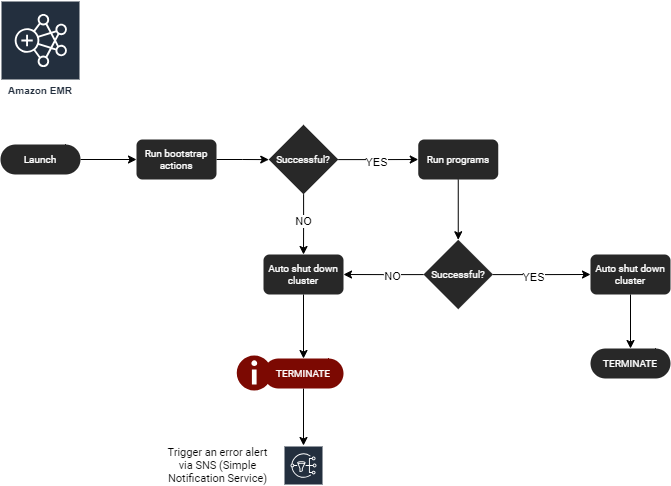 Amazon EMR
Launch
Run bootstrap
actions
Successful?
YES
Run programs
NO
Auto shut down
cluster
NO
Successful?
YES
Auto shut down
cluster
TERMINATE
TERMINATE
Trigger an error alert
via SNS (Simple
Notification Service)